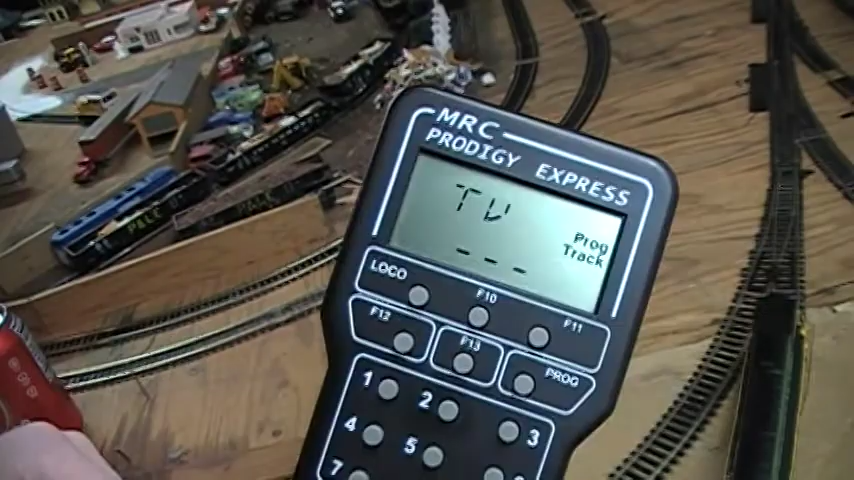 MRC
PRODIGY EXPRESS
TV
Prog
Track
_ _ _
LOCO
F10
F11
F12
F13
PROG
1
2
3
4
5
7